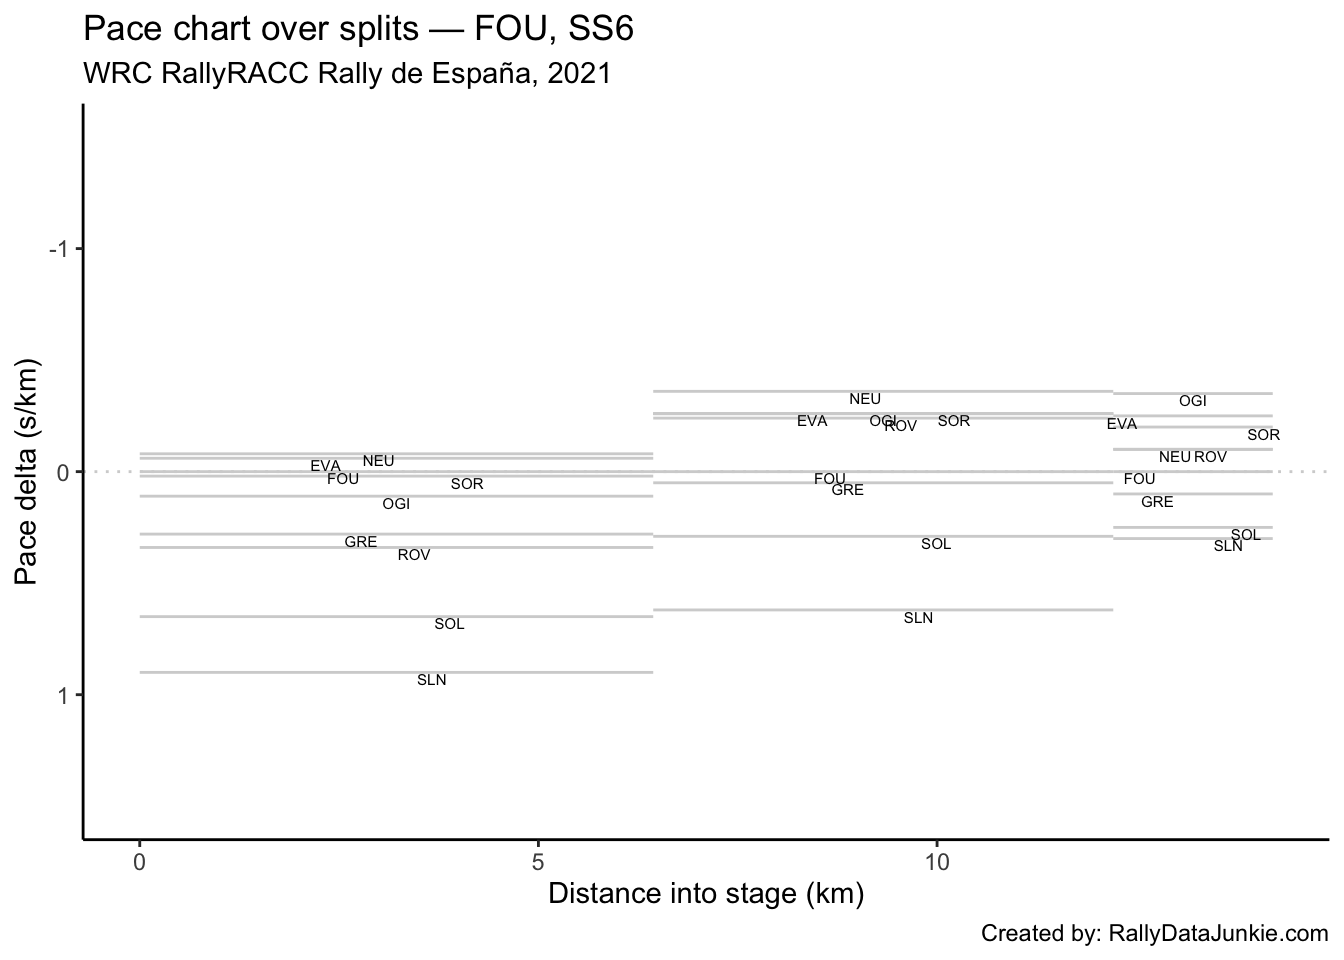 Pace chart over splits — FOU, SS6
WRC RallyRACC Rally de España, 2021
Pace delta (s/km)
-1
0
1
NEU
EVA
FOU
SOR
OGI
GRE
ROV
SOL
SLN
NEU
EVA
OGI
ROV
SOR
FOU
GRE
SOL
SLN
OGI
EVA
SOR
NEU ROV
FOU
GRE
SOL
SLN
0 5 10
Distance into stage (km)
Created by: RallyDataJunkie.com